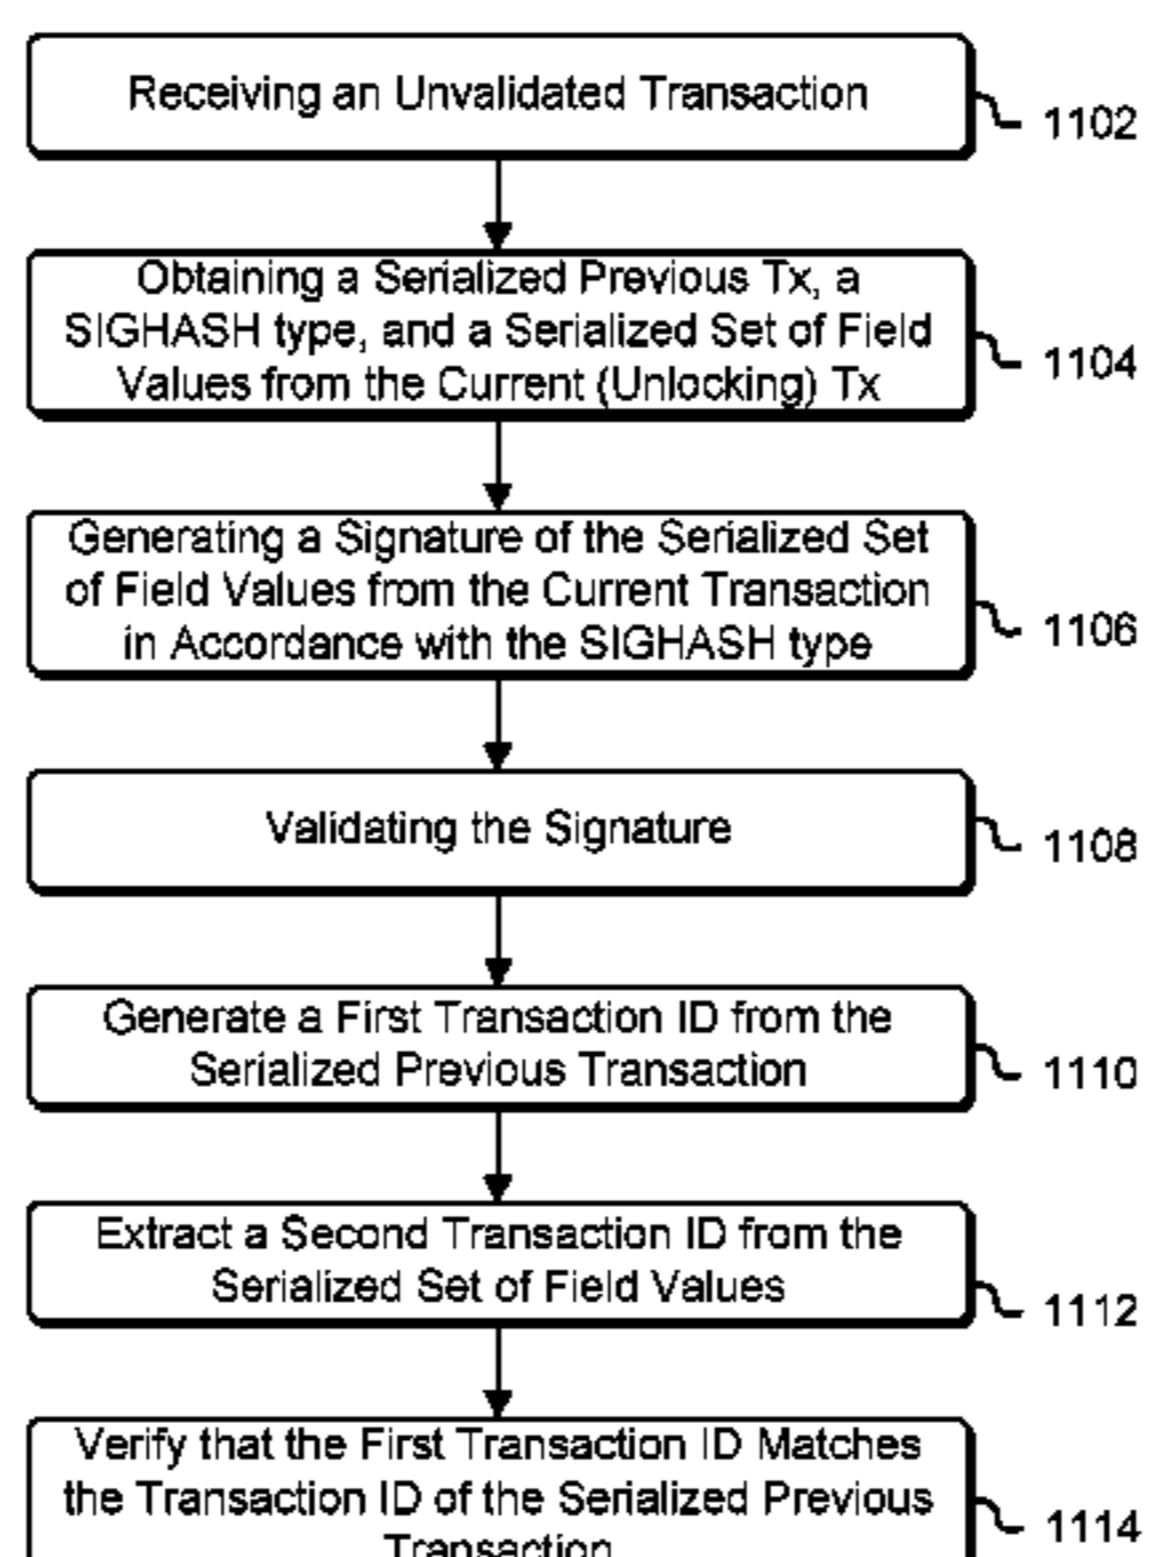 Receiving an Unvalidated Transaction
1102
Obtaining a Serialized Previous Tx, a
SIGHASH type, and a Serialized Set of Field
Values from the Current (Unlocking) Tx
1104
Generating a Signature of the Serialized Set
of Field Values from the Current Transaction
in Accordance with the SIGHASH type
1106
Validating the Signature
1108
Generate a First Transaction ID from the
Serialized Previous Transaction
1110
Extract a Second Transaction ID from the
Serialized Set of Field Values
1112
Verify that the First Transaction ID Matches
the Transaction ID of the Serialized Previous
Transaction
1114